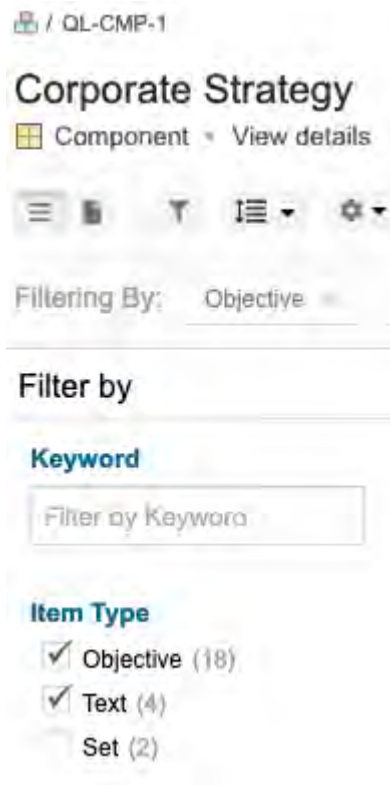 / QL-CMP-1
Corporate Strategy
Component • View details
Filtering By: Objective
Filter by
Keyword
Filter by Keyword
Item Type
Objective (18)
Text (4)
Set (2)